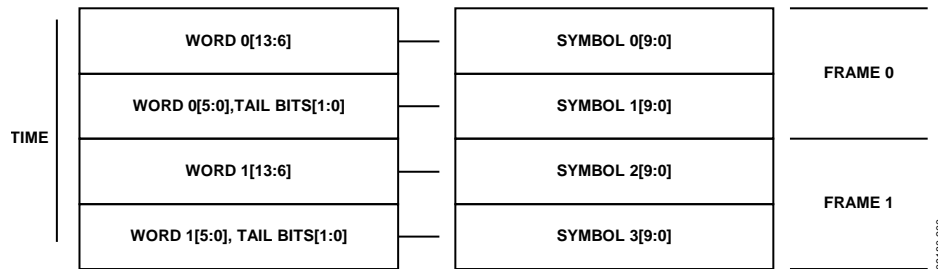 WORD 0[13:6]
SYMBOL 0[9:0]
FRAME 0
WORD 0[5:0],TAIL BITS[1:0]
SYMBOL 1[9:0]
TIME
WORD 1[13:6]
SYMBOL 2[9:0]
FRAME 1
WORD 1[5:0], TAIL BITS[1:0]
SYMBOL 3[9:0]